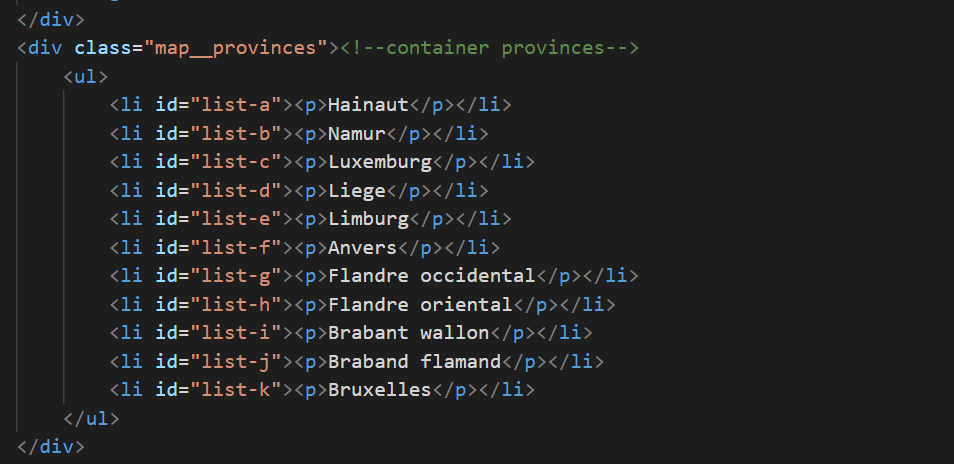 </div>
<div class="map__provinces"><!--container provinces-->
<ul>
<li id="list-a"><p>Hainaut</p></li>
<li id="list-b"><p>Namur</p></li>
<li id="list-c"><p>Luxemburg</p></li>
<li id="list-d"><p>Liege</p></li>
<li id="list-e"><p>Limburg</p></li>
<li id="list-f"><p>Anvers</p></li>
<li id="list-g"><p>Flandre occidental</p></li>
<li id="list-h"><p>Flandre oriental</p></li>
<li id="list-i"><p>Brabant wallon</p></li>
<li id="list-j"><p>Braband flamand</p></li>
<li id="list-k"><p>Bruxelles</p></li>
</ul>
</div>